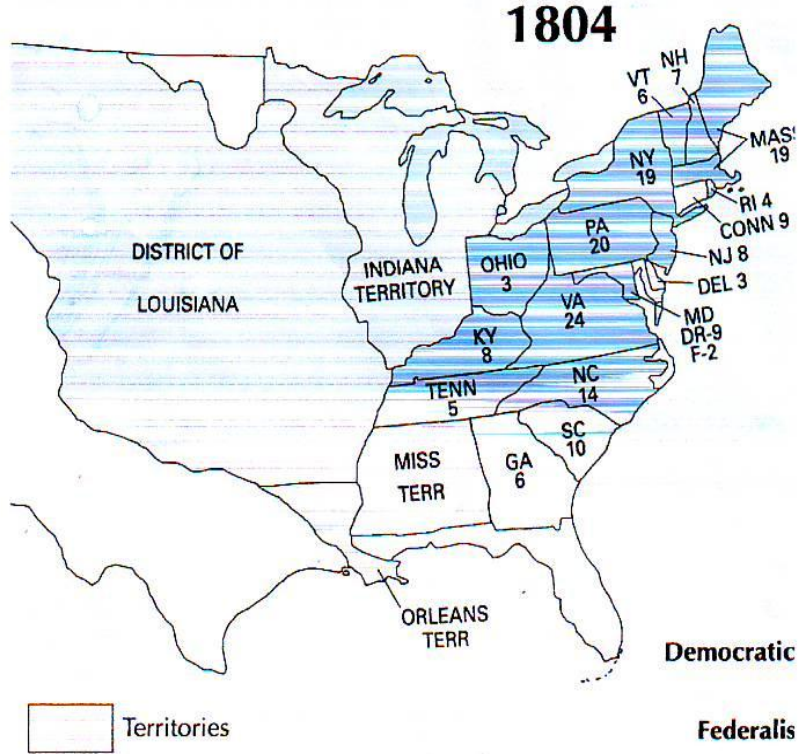 1804
NH
7
VT
6
MASS
19
NY
19
RI 4
CONN 9
PA
20
NJ 8
OHIO
3
DEL 3
INDIANA
TERRITORY
DISTRICT OF
LOUISIANA
VA
24
MD
DR-9
F-2
KY
8
NC
14
TENN
5
SC
10
MISS
TERR
GA
6
ORLEANS
TERR
Democratic
Territories
Federalis